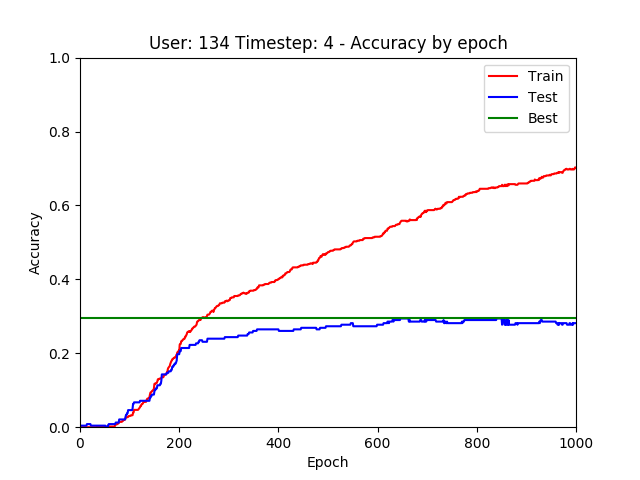 User: 134 Timestep: 4 - Accuracy by epoch
Train
Test
Best
Accuracy
1.0
0.8
0.6
0.4
0.2
0.0
0 200 400 600 800 1000
Epoch